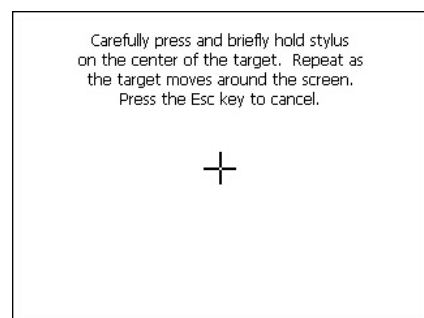 Carefully press and briefly hold stylus
on the center of the target.  Repeat as
the target moves around the screen.
Press the Esc key to cancel.